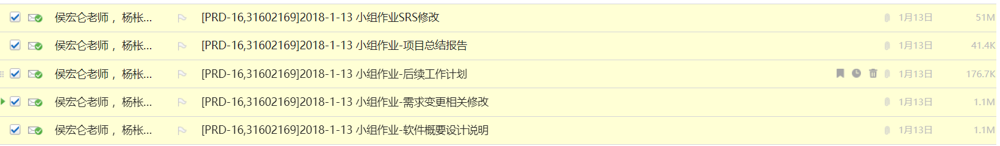 侯宏仑老师 ，杨枨... [PRD-16,31602169]2018-1-13 小组作业SRS修改 1月13日 51M
侯宏仑老师 ，杨枨... [PRD-16,31602169]2018-1-13 小组作业-项目总结报告 1月13日 41.4K
侯宏仑老师 ，杨枨... [PRD-16,31602169]2018-1-13 小组作业-后续工作计划 1月13日 176.7K
侯宏仑老师 ，杨枨... [PRD-16,31602169]2018-1-13 小组作业-需求变更相关修改 1月13日 1.1M
侯宏仑老师 ，杨枨... [PRD-16,31602169]2018-1-13 小组作业-软件概要设计说明 1月13日 1.1M